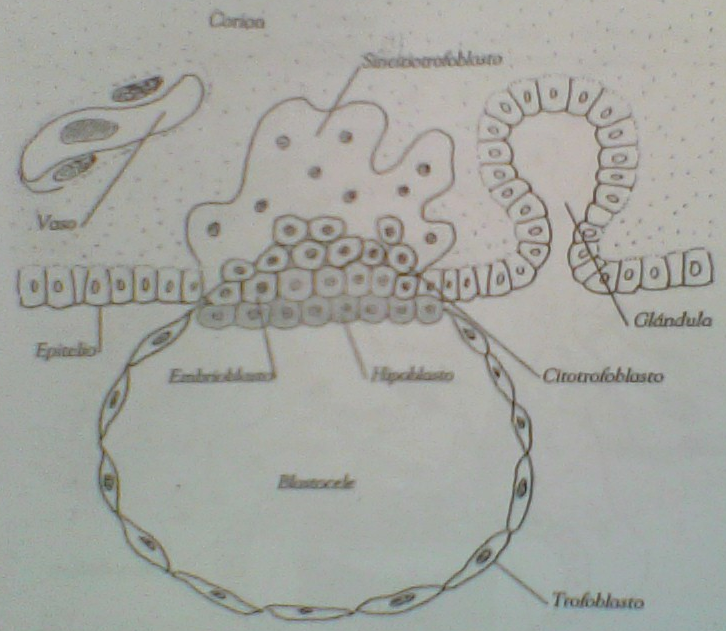 Corion
Sincitiotrofoblasto
Vaso
Glándula
Epitelio
Embrioblasto
Hipoblasto
Citotrofoblasto
Blastocele
Trofoblasto